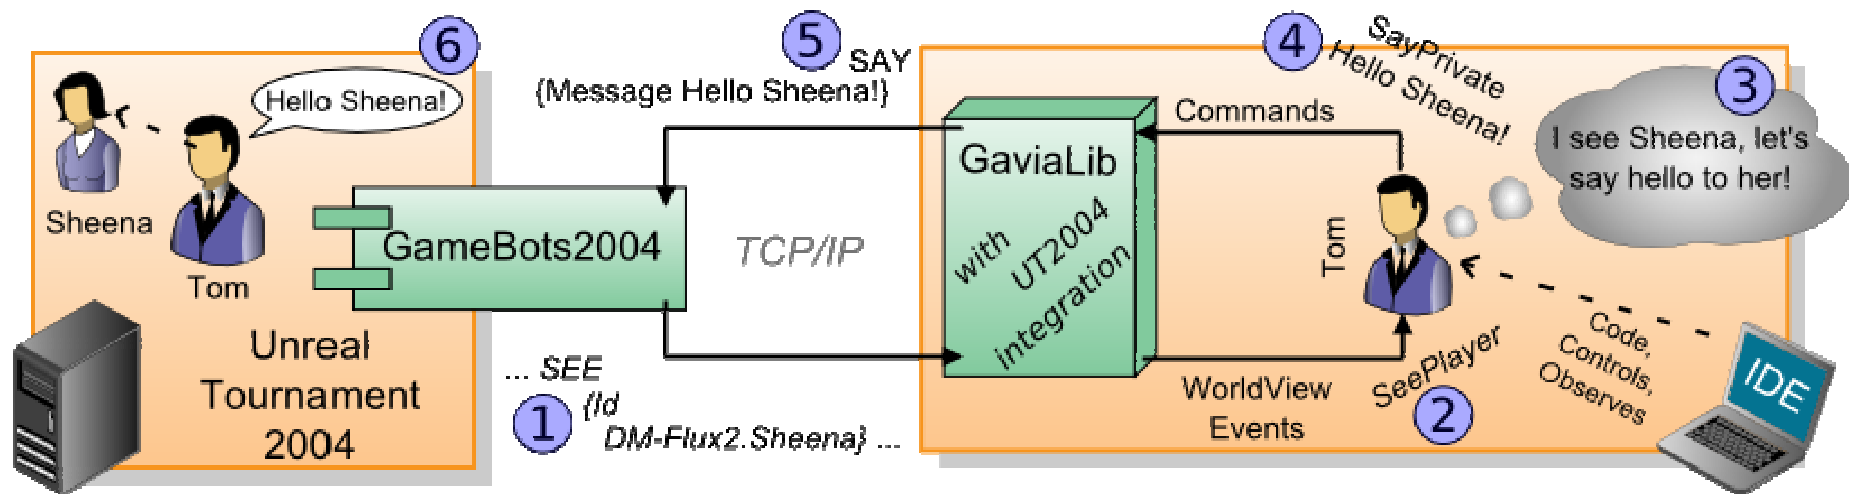 6
Hello Sheena!
Sheena
Tom
Unreal
Tournament
2004
GameBots2004
5
SAY
{Message Hello Sheena!}
TCP/IP
... SEE
1
{Id
DM-Flux2.Sheena} ...
GaviaLib
with
UT2004
integration
Commands
4
SayPrivate
Hello Sheena!
3
I see Sheena, let's
say hello to her!
Tom
WorldView
Events
SeePlayer
2
Code,
Controls,
Observes
IDE